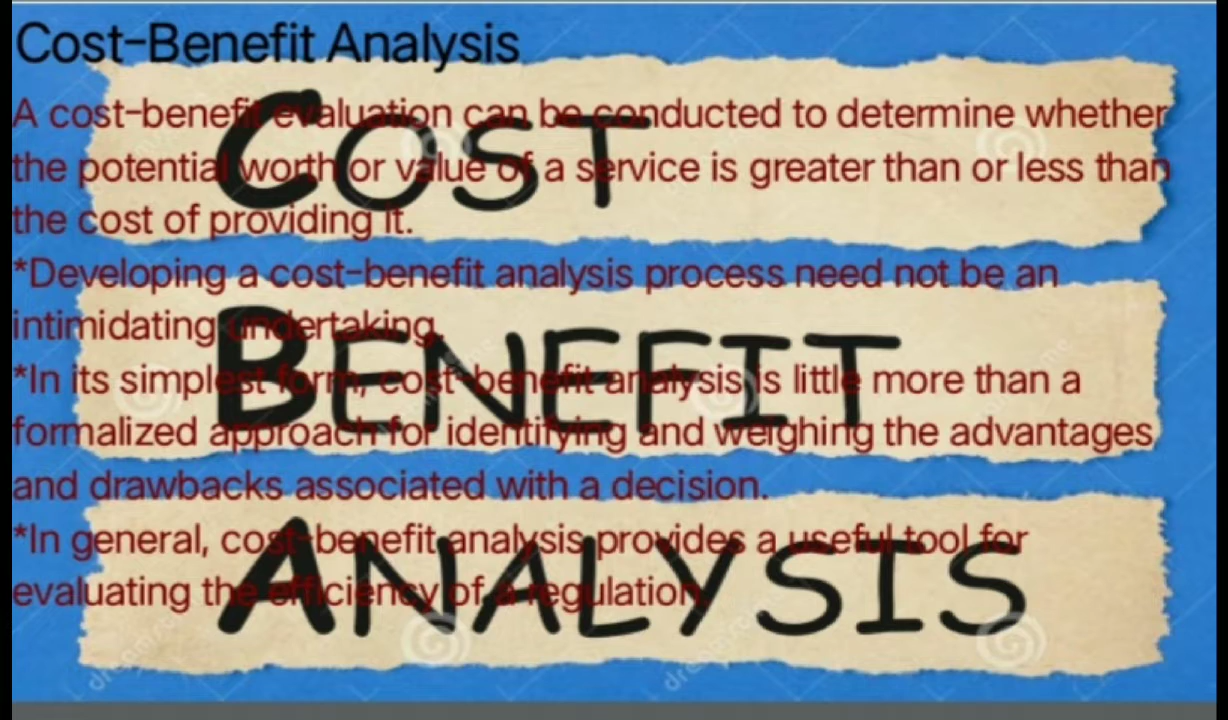 Cost-Benefit Analysis
A cost-benefit evaluation can be conducted to determine whether
the potential worth or value of a service is greater than or less than
the cost of providing it.
*Developing a cost-benefit analysis process need not be an
intimidating undertaking.
*In its simplest form, cost-benefit analysis is little more than a
formalized approach for identifying and weighing the advantages
and drawbacks associated with a decision.
*In general, cost-benefit analysis provides a useful tool for
evaluating the efficiency of a regulation.
COST
BENEFIT
ANALYSIS